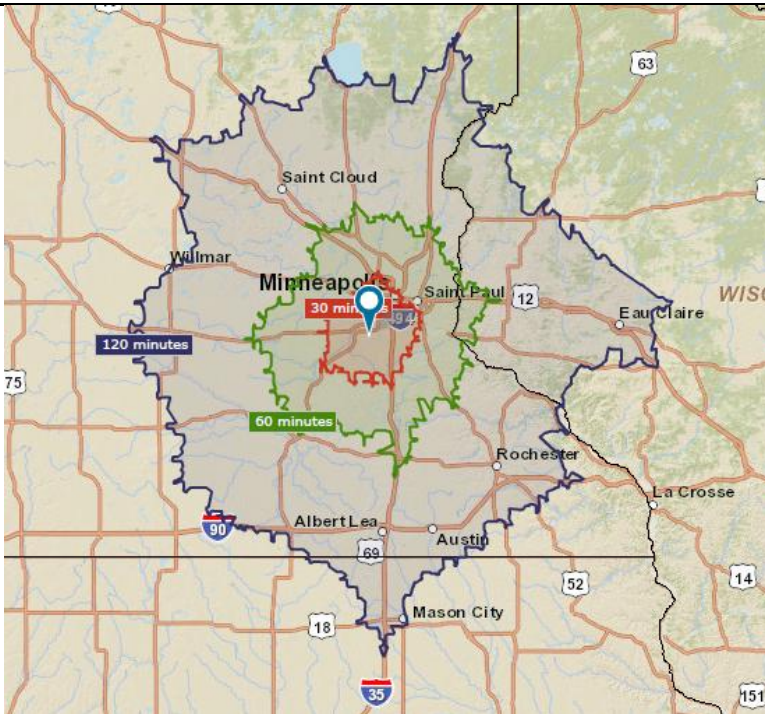 63
Saint Cloud
Willmar
Minneapolis
30 minutes
Saint Paul
12
94
WISC
Eau Claire
120 minutes
75
60 minutes
Rochester
La Crosse
90
Albert Lea
Austin
69
52
14
18
Mason City
35
151